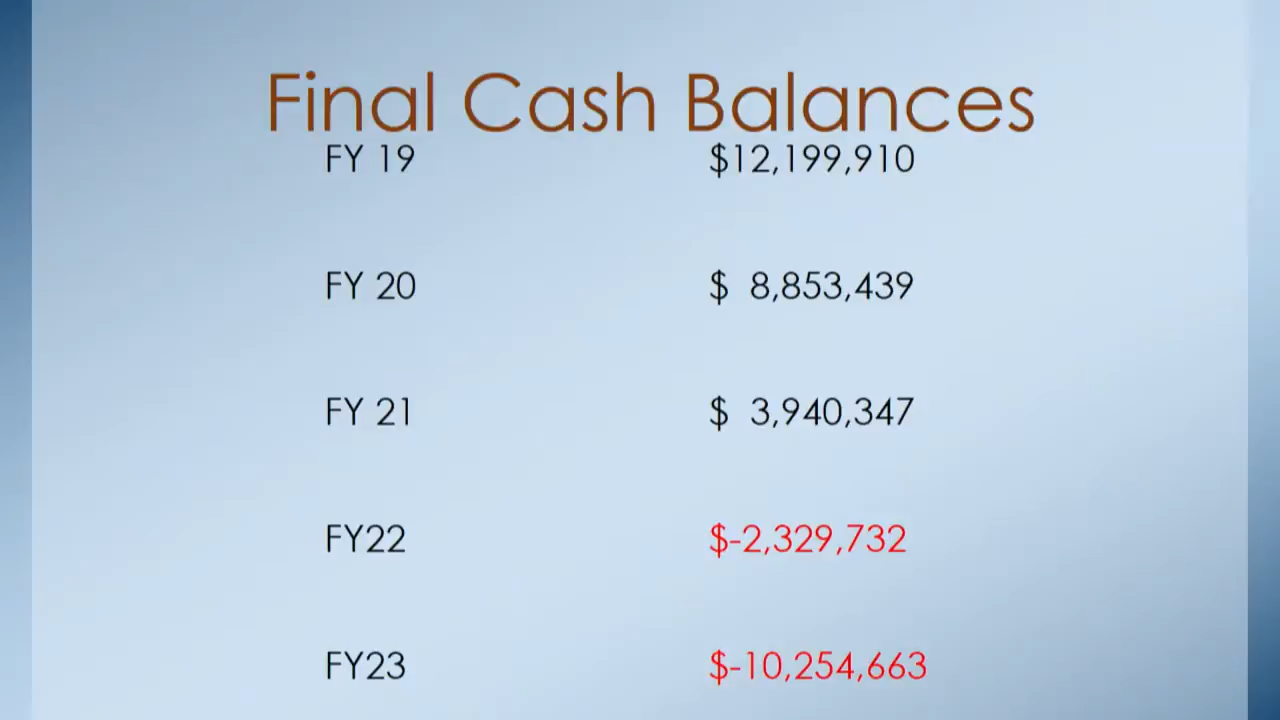 Final Cash Balances
FY 19 $12,199,910
FY 20 $ 8,853,439
FY 21 $ 3,940,347
FY22 $-2,329,732
FY23 $-10,254,663